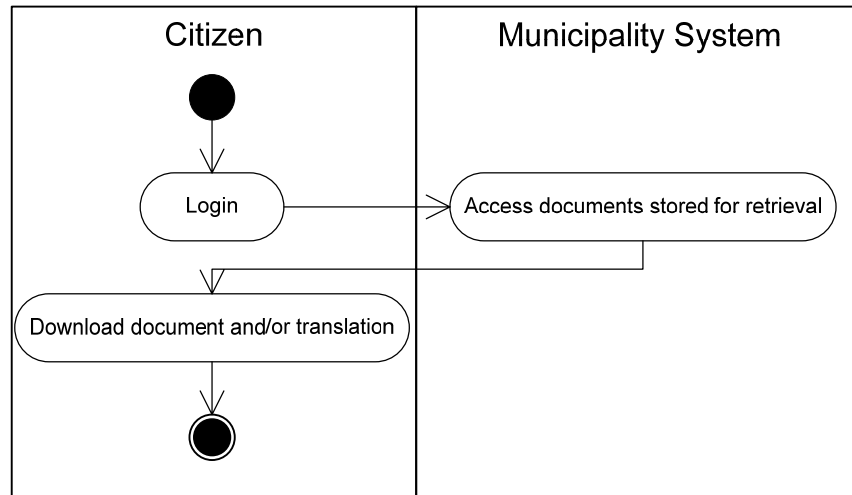 Citizen
Municipality System
Login
Access documents stored for retrieval
Download document and/or translation